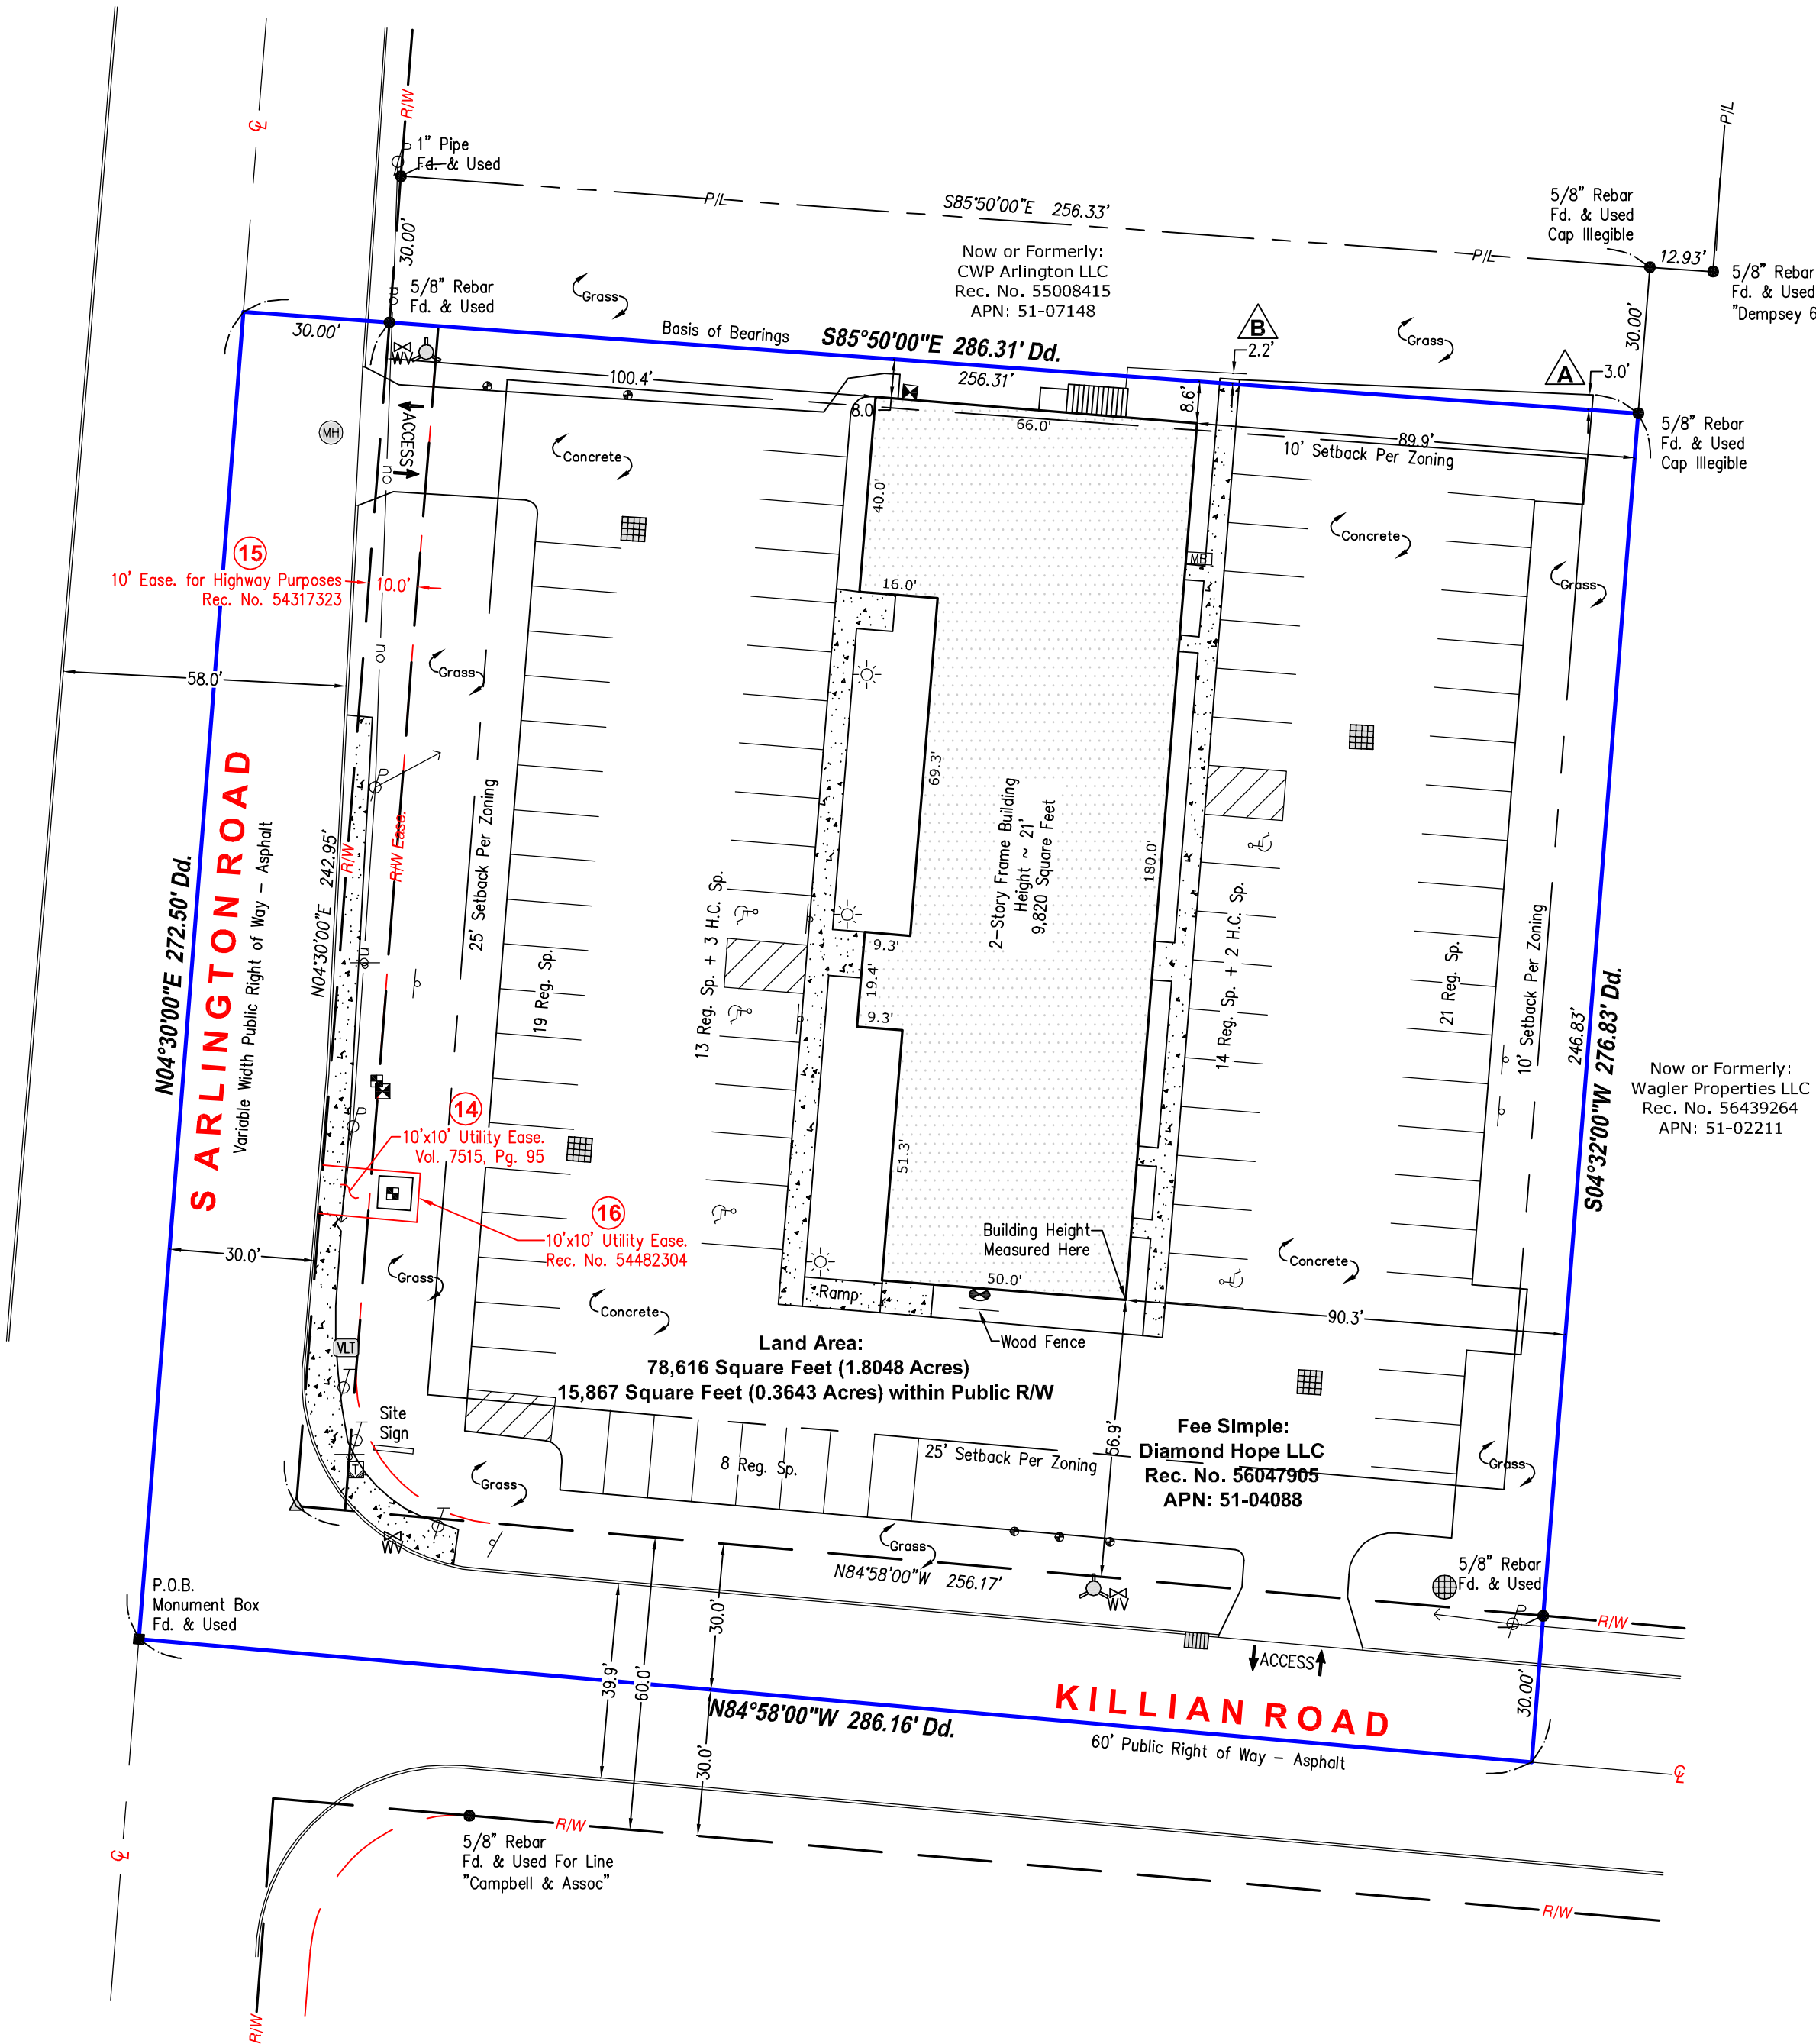 ℄
R/W
1" Pipe
Fd. & Used
30.00'
P/L
S85°50'00"E 256.33'
P/L
P/L
5/8" Rebar
Fd. & Used
Cap Illegible
12.93'
5/8" Rebar
Fd. & Used
"Dempsey 6
30.00'
Now or Formerly:
CWP Arlington LLC
Rec. No. 55008415
APN: 51-07148
5/8" Rebar
Fd. & Used
30.00'
Grass
Basis of Bearings
S85°50'00"E 286.31' Dd.
256.31'
B
2.2'
Grass
A
3.0'
5/8" Rebar
Fd. & Used
Cap Illegible
WV
100.4'
8.0'
8.6'
66.0'
89.9'
10' Setback Per Zoning
MH
ACCESS
Concrete
40.0'
Concrete
15
10' Ease. for Highway Purposes
Rec. No. 54317323
10.0'
16.0'
MB
Grass
58.0'
Grass
S ARLINGTON ROAD
Variable Width Public Right of Way – Asphalt
N04°30'00"E 272.50' Dd.
N04°30'00"E 242.95'
R/W
R/W Ease.
25' Setback Per Zoning
19 Reg. Sp.
13 Reg. Sp. + 3 H.C. Sp.
69.3'
9.3'
19.4'
9.3'
51.3'
2-Story Frame Building
Height ~ 21'
9,820 Square Feet
180.0'
14 Reg. Sp. + 2 H.C. Sp.
21 Reg. Sp.
10' Setback Per Zoning
246.83'
S04°32'00"W 276.83' Dd.
Now or Formerly:
Wagler Properties LLC
Rec. No. 56439264
APN: 51-02211
14
10'x10' Utility Ease.
Vol. 7515, Pg. 95
16
10'x10' Utility Ease.
Rec. No. 54482304
30.0'
Grass
Concrete
Ramp
50.0'
Building Height
Measured Here
Concrete
90.3'
Wood Fence
VLT
Land Area:
78,616 Square Feet (1.8048 Acres)
15,867 Square Feet (0.3643 Acres) within Public R/W
Site
Sign
T
56.9'
Fee Simple:
Diamond Hope LLC
Rec. No. 56047905
APN: 51-04088
8 Reg. Sp.
25' Setback Per Zoning
Grass
Grass
WV
Grass
N84°58'00"W 256.17'
WV
5/8" Rebar
Fd. & Used
R/W
P.O.B.
Monument Box
Fd. & Used
39.9'
60.0'
30.0'
30.0'
ACCESS
30.00'
N84°58'00"W 286.16' Dd.
KILLIAN ROAD
60' Public Right of Way – Asphalt
℄
℄
R/W
5/8" Rebar
Fd. & Used For Line
"Campbell & Assoc"
R/W
R/W